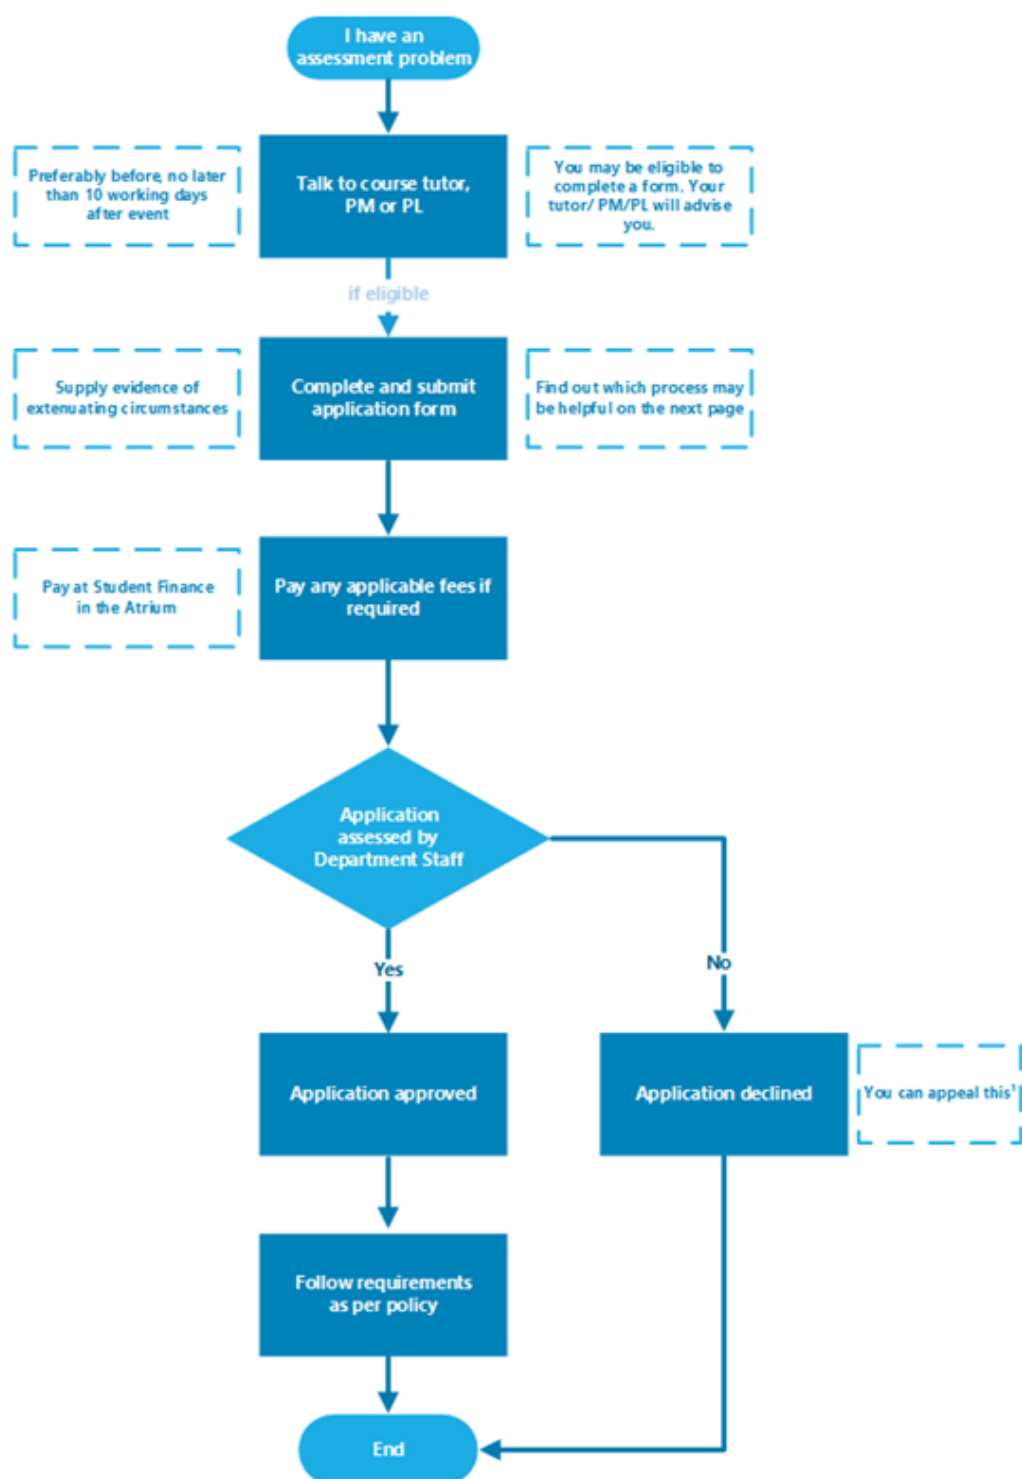 I have an
assessment problem
Preferably before, no later
than 10 working days
after event
Talk to course tutor,
PM or PL
You may be eligible to
complete a form. Your
tutor/ PM/PL will advise
you.
if eligible
Supply evidence of
extenuating circumstances
Complete and submit
application form
Find out which process may
be helpful on the next page
Pay at Student Finance
in the Atrium
Pay any applicable fees if
required
Application
assessed by
Department Staff
Yes
No
Application approved
Application declined
You can appeal this¹
Follow requirements
as per policy
End